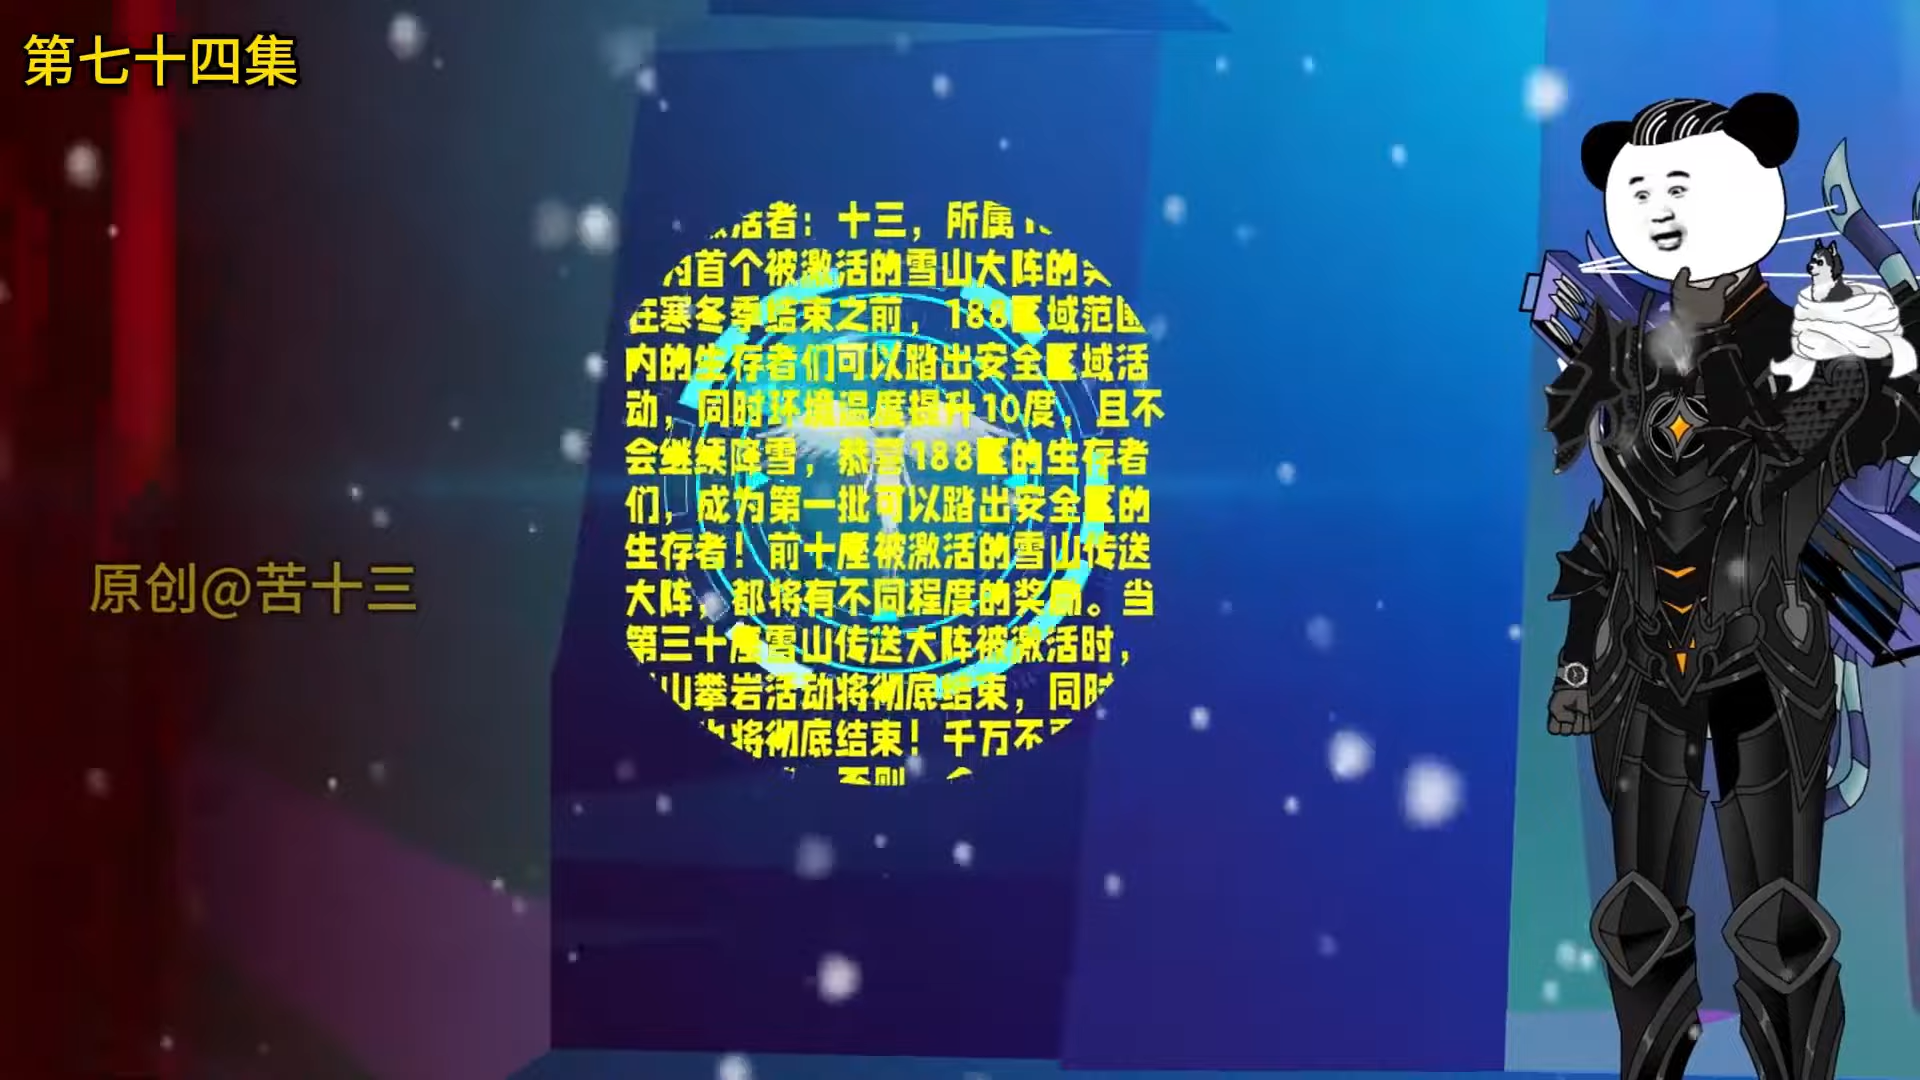 第七十四集
活者：十三，所属
为首个被激活的雪山大阵的
在寒冬季结束之前，188区域范围
内的生存者们可以踏出安全区域活
动，同时环境温度提升10度，且不
会继续降雪，恭喜188区的生存者
们，成为第一批可以踏出安全区的
生存者！前十座被激活的雪山传送
大阵，都将有不同程度的奖励。当
第三十座雪山传送大阵被激活时，
山攀岩活动将彻底结束，同时
将彻底结束！千万不
否则
原创@苦十三